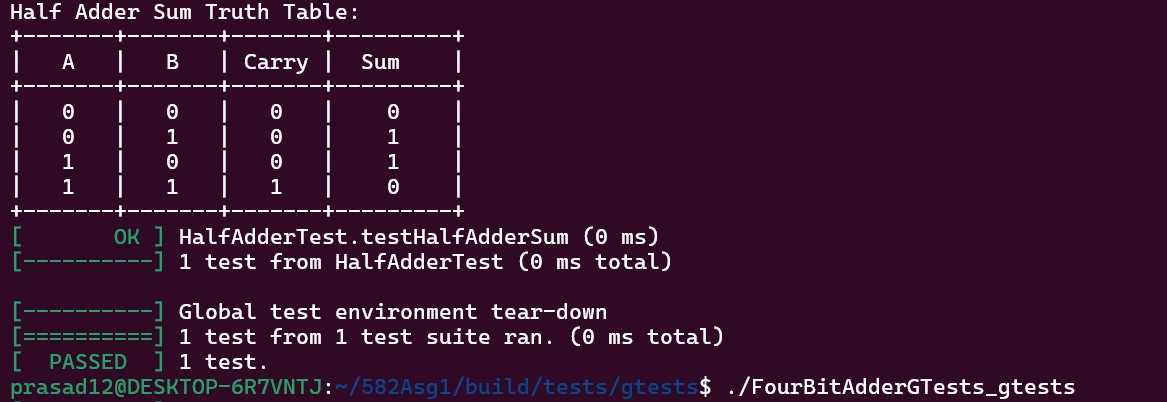 Half Adder Sum Truth Table:
+-------+-------+-------+---------+
|   A   |   B   | Carry |  Sum    |
+-------+-------+-------+---------+
|   0   |   0   |   0   |    0    |
|   0   |   1   |   0   |    1    |
|   1   |   0   |   0   |    1    |
|   1   |   1   |   1   |    0    |
+-------+-------+-------+---------+
[       OK ] HalfAdderTest.testHalfAdderSum (0 ms)
[----------] 1 test from HalfAdderTest (0 ms total)

[----------] Global test environment tear-down
[==========] 1 test from 1 test suite ran. (0 ms total)
[  PASSED  ] 1 test.
prasad12@DESKTOP-6R7VNTJ:~/582Asg1/build/tests/gtests$ ./FourBitAdderGTests_gtests